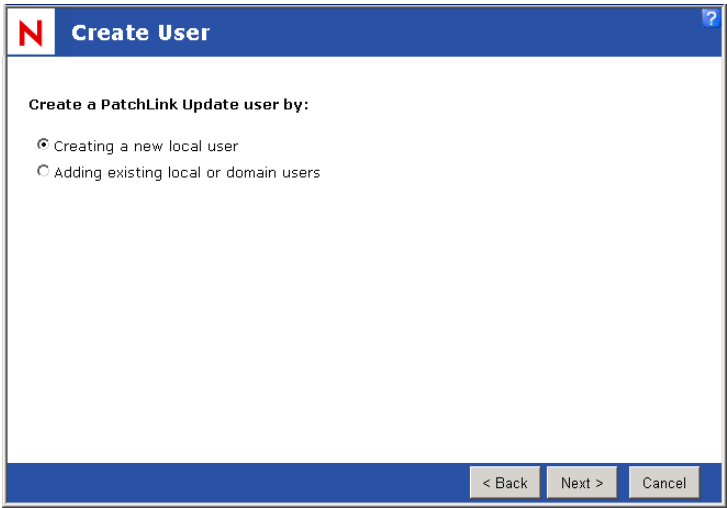 N Create User ?
Create a PatchLink Update user by:
Creating a new local user
Adding existing local or domain users
< Back Next > Cancel